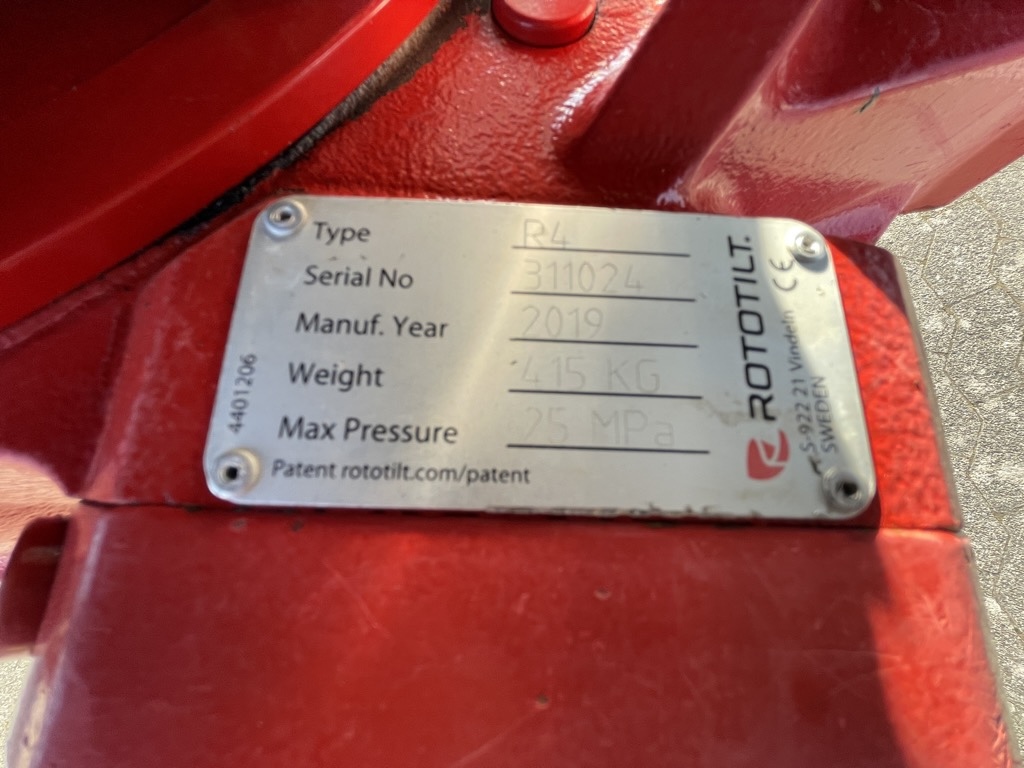 Type R4
Serial No 311024
Manuf. Year 2019
Weight 415 KG
Max Pressure 25 MPa
Patent rototilt.com/patent
4401206
ROTOTILT.
S-922 21 Vindeln
SWEDEN
CE